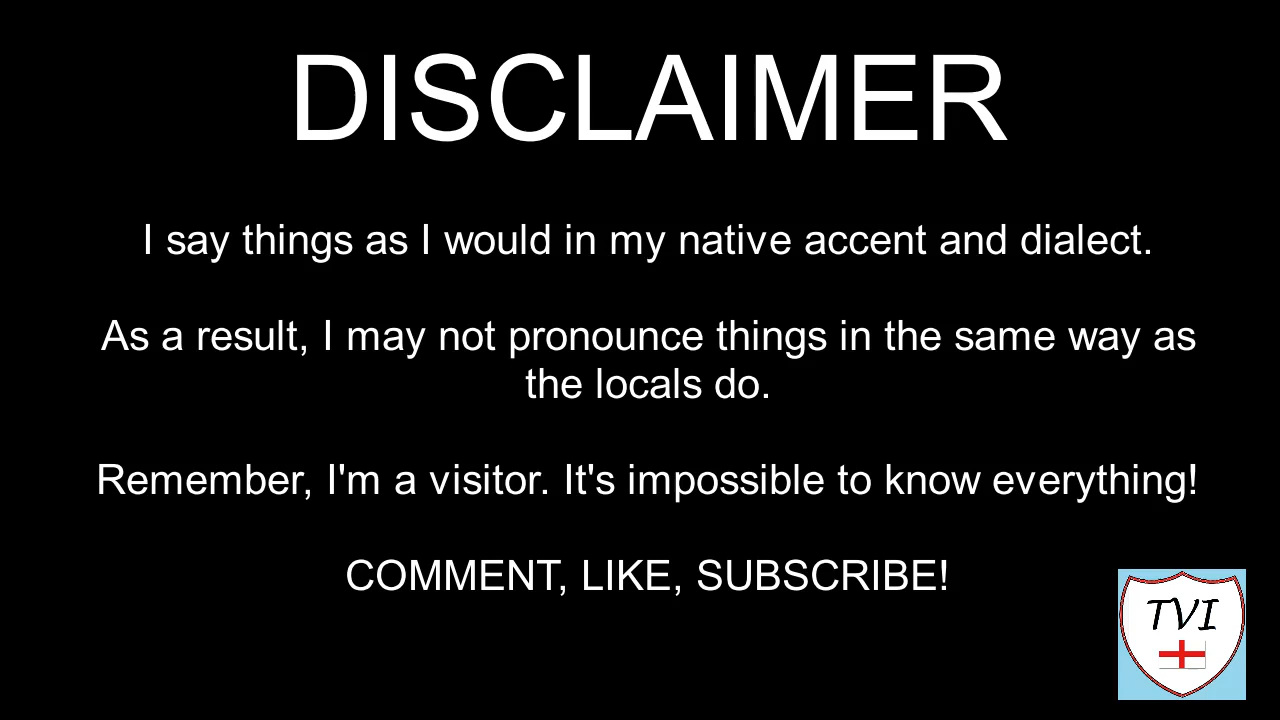 DISCLAIMER
I say things as I would in my native accent and dialect.
As a result, I may not pronounce things in the same way as
the locals do.
Remember, I'm a visitor. It's impossible to know everything!
COMMENT, LIKE, SUBSCRIBE!
TVI